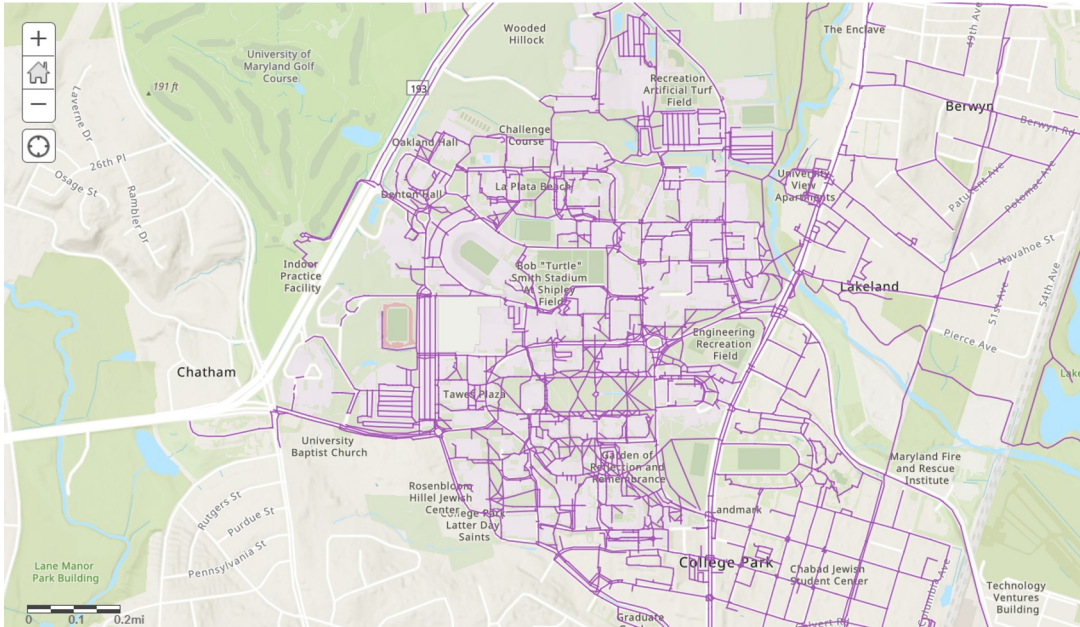 +
−
Wooded
Hillock
The Enclave
49th Ave
University of
Maryland Golf
Course
191 ft
193
Recreation
Artificial Turf
Field
Berwyn
Berwyn Rd
Laverne Dr
26th Pl
Osage St
Rambler Dr
Oakland Hall
Challenge
Course
Denton Hall
La Plata Beach
University
View
Apartments
Patuxent Ave
Potomac Ave
Navahoe St
Indoor
Practice
Facility
Bob "Turtle"
Smith Stadium
At Shipley
Field
Lakeland
51st Ave
54th Ave
Engineering
Recreation
Field
Pierce Ave
Chatham
Lake
Tawes Plaza
University
Baptist Church
Garden of
Reflection and
Remembrance
Maryland Fire
and Rescue
Institute
Rosenbloom
Hillel Jewish
Center
College Park
Latter Day
Saints
Landmark
Rutgers St
Purdue St
Pennsylvania St
Lane Manor
Park Building
College Park
Chabad Jewish
Student Center
Columbia Ave
Technology
Ventures
Building
Graduate
Calvert Rd
0 0.1 0.2mi